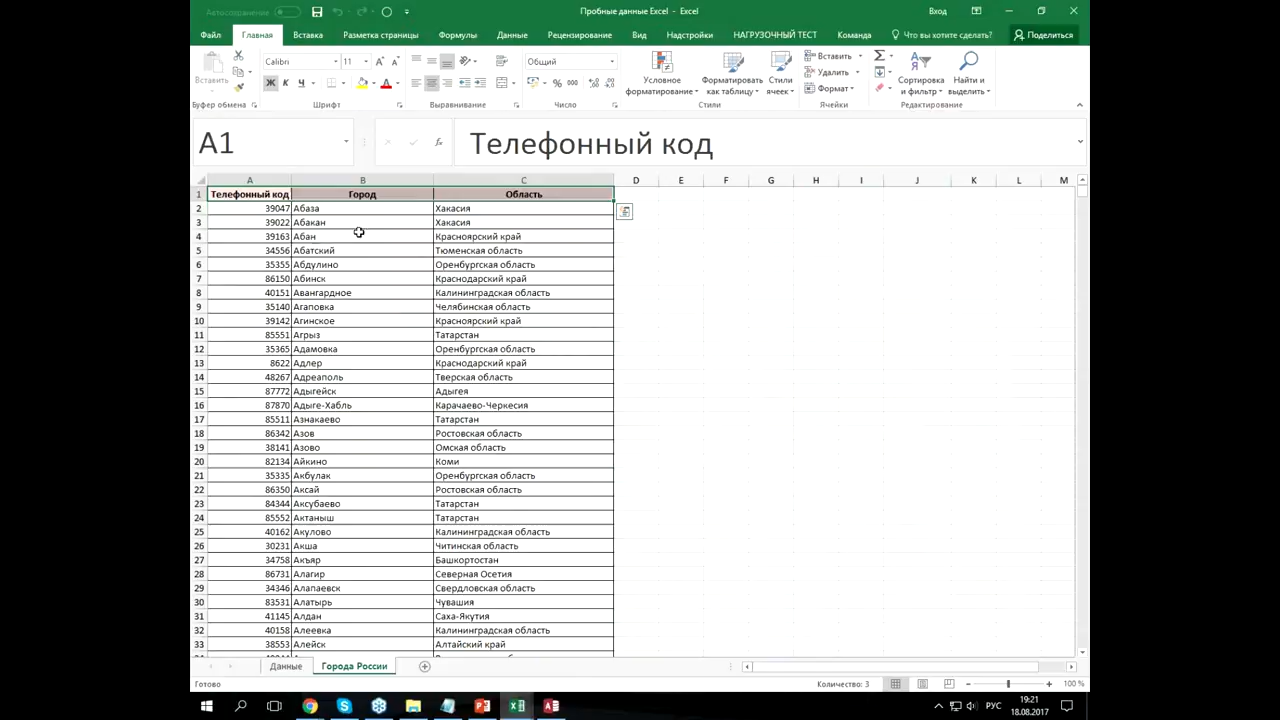 Автосохранение
Пробные данные Excel - Excel
Вход
Файл Главная Вставка Разметка страницы Формулы Данные Рецензирование Вид Надстройки НАГРУЗОЧНЫЙ ТЕСТ Команда Что вы хотите сделать? Поделиться
Вставить
Calibri 11
Ж К Ч
Общий
Условное форматирование
Форматировать как таблицу
Стили ячеек
Вставить
Удалить
Формат
Сортировка и фильтр
Найти и выделить
Буфер обмена Шрифт Выравнивание Число Стили Ячейки Редактирование
A1 fx Телефонный код
A B C D E F G H I J K L M
1 Телефонный код Город Область
2 39047 Абаза Хакасия
3 39022 Абакан Хакасия
4 39163 Абан Красноярский край
5 34556 Абатский Тюменская область
6 35355 Абдулино Оренбургская область
7 86150 Абинск Краснодарский край
8 40151 Авангардное Калининградская область
9 35140 Агаповка Челябинская область
10 39142 Агинское Красноярский край
11 85551 Агрыз Татарстан
12 35365 Адамовка Оренбургская область
13 8622 Адлер Краснодарский край
14 48267 Адреаполь Тверская область
15 87772 Адыгейск Адыгея
16 87870 Адыге-Хабль Карачаево-Черкесия
17 85511 Азнакаево Татарстан
18 86342 Азов Ростовская область
19 38141 Азово Омская область
20 82134 Айкино Коми
21 35335 Акбулак Оренбургская область
22 86350 Аксай Ростовская область
23 84344 Аксубаево Татарстан
24 85552 Актаныш Татарстан
25 40162 Акулово Калининградская область
26 30231 Акша Читинская область
27 34758 Акъяр Башкортостан
28 86731 Алагир Северная Осетия
29 34346 Алапаевск Свердловская область
30 83531 Алатырь Чувашия
31 41145 Алдан Саха-Якутия
32 40158 Алеевка Калининградская область
33 38553 Алейск Алтайский край
Данные Города России
Готово
Количество: 3
100 %
РУС
19:21
18.08.2017